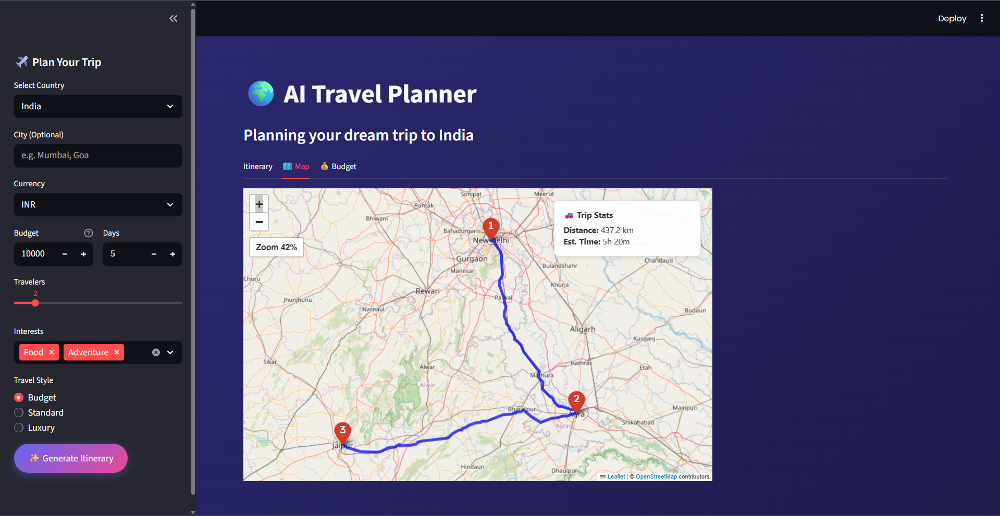 Deploy
Plan Your Trip
Select Country
India
City (Optional)
e.g. Mumbai, Goa
Currency
INR
Budget
Days
10000 − +
5 − +
Travelers
2
Interests
Food ×
Adventure ×
Travel Style
Budget
Standard
Luxury
✨ Generate Itinerary
AI Travel Planner
Planning your dream trip to India
Itinerary
Map
Budget
+
−
Zoom 42%
Trip Stats
Distance: 437.2 km
Est. Time: 5h 20m
Sonipat
Meerut
Rohtak
Bhiwani
1
Bahadurgarh
New Delhi
Gurgaon
Chandausi
Manesar
Bulandshahr
Churu
Khurja
Rewari
Palwal
Jhunjhunu
Narnaul
Budaun
Aligarh
Kasganj
Sikar
Hathras
Alwar
Etah
Mathura
Alwar
2
Bharatpur
Mainpuri
Agra
Shikohabad
Agra
3
Jaipur
Hindaun
Dhaulpur
Leaflet | © OpenStreetMap contributors